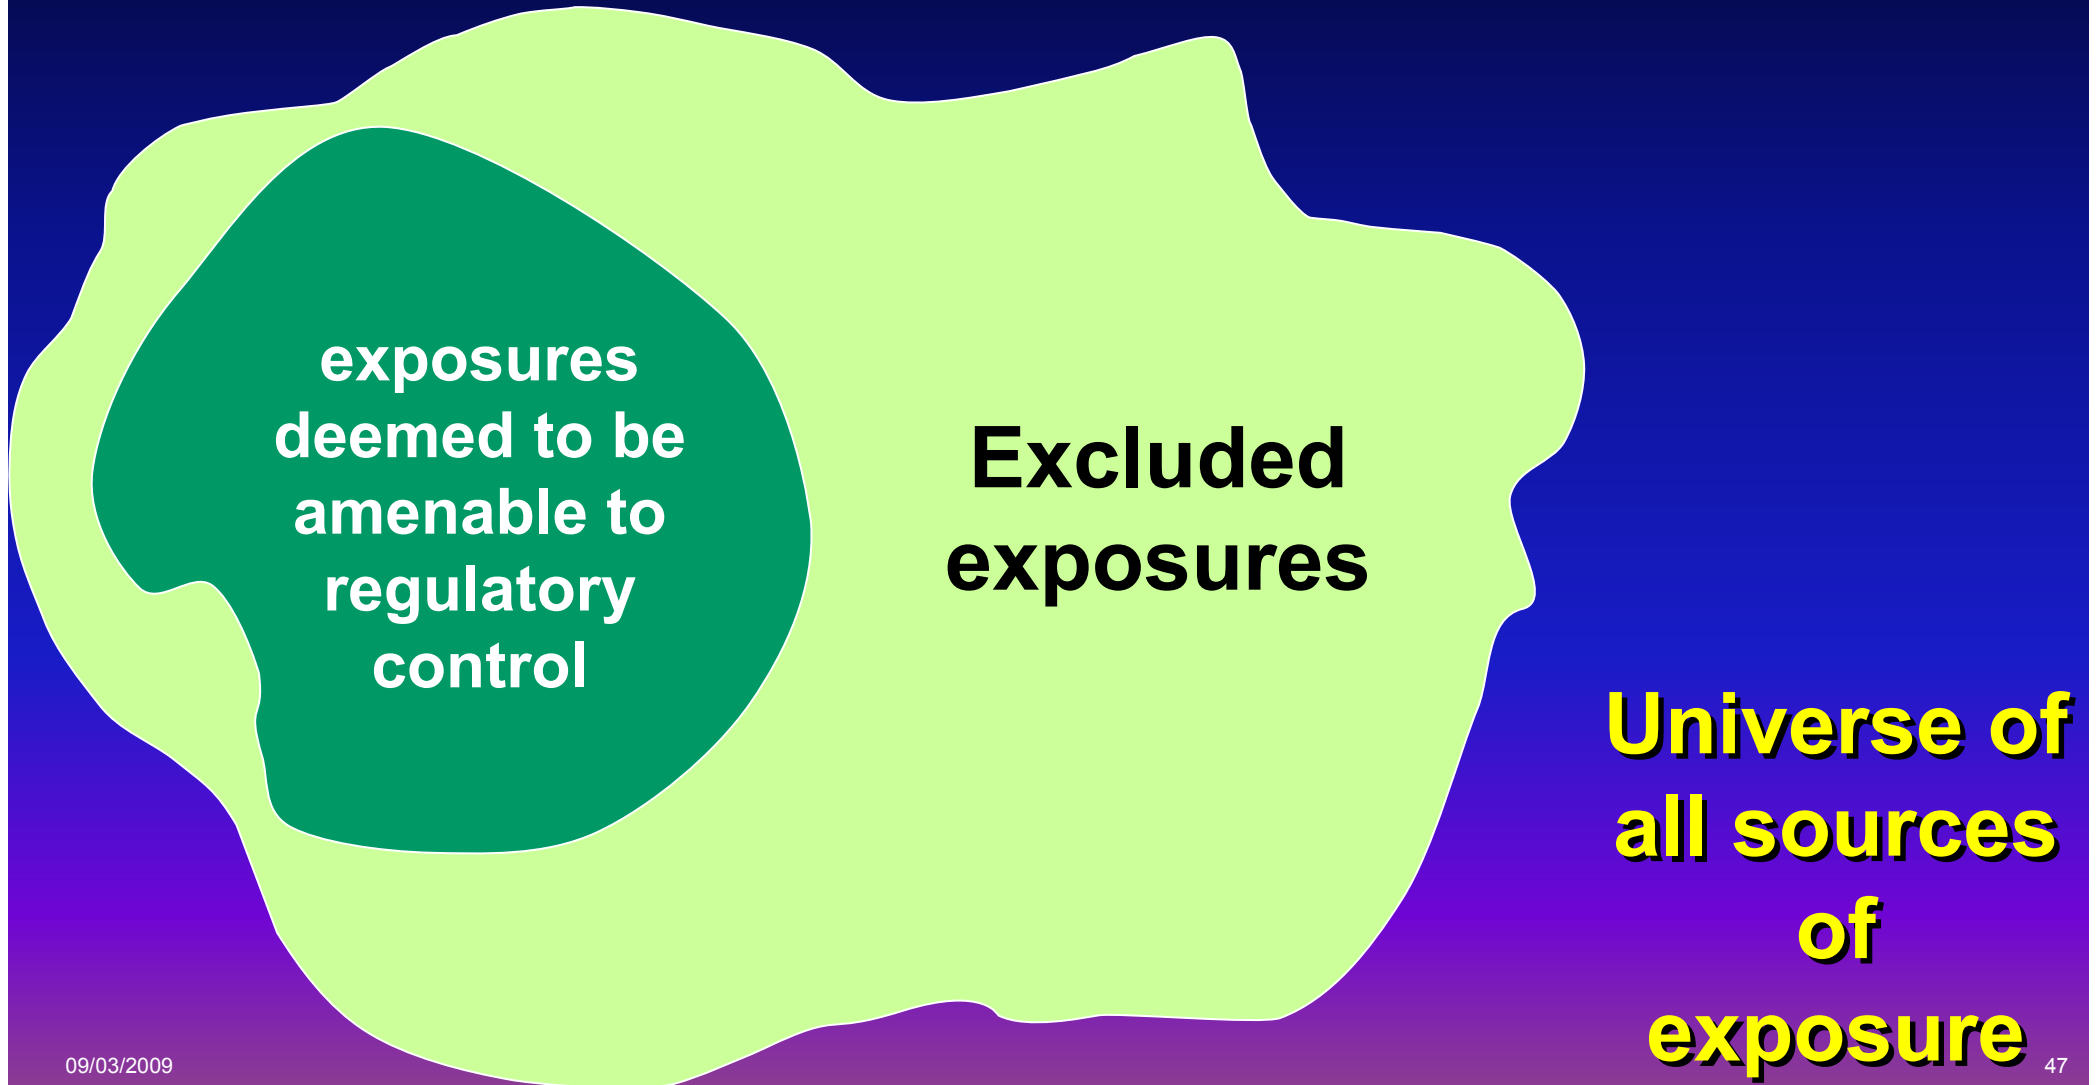 exposures
deemed to be
amenable to
regulatory
control
Excluded
exposures
Universe of
all sources
of
exposure
09/03/2009
47